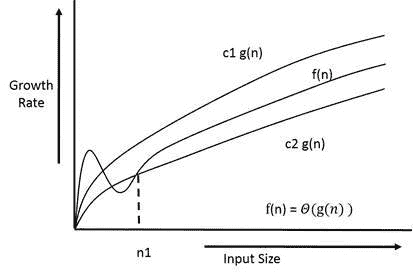 c1 g(n)
Growth
Rate
f(n)
c2 g(n)
f(n) = Θ(g(n) )
n1
Input Size